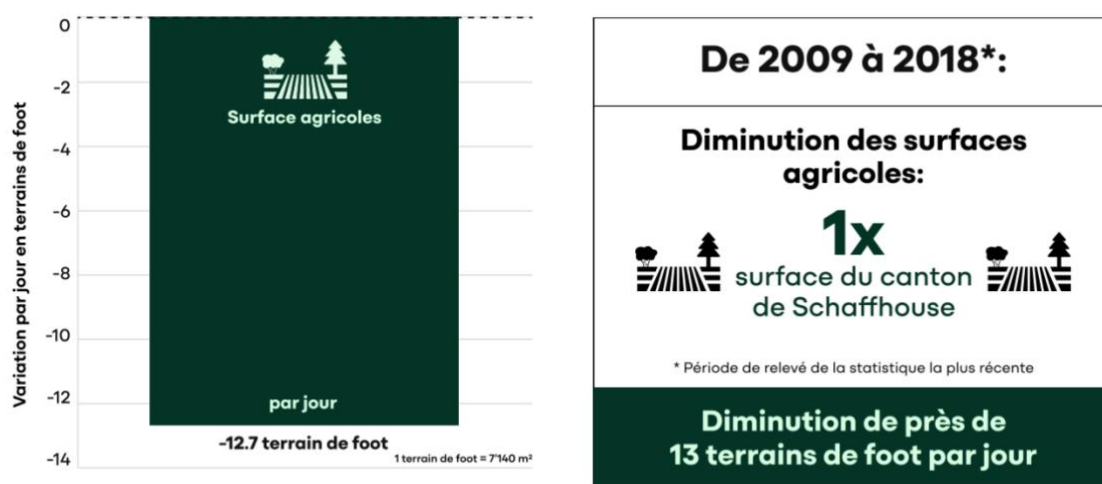 Variation par jour en terrains de foot
0
-2
-4
-6
-8
-10
-12
-14
Surface agricoles
par jour
-12.7 terrain de foot
1 terrain de foot = 7'140 m²
De 2009 à 2018*:
Diminution des surfaces
agricoles:
1x
surface du canton
de Schaffhouse
* Période de relevé de la statistique la plus récente
Diminution de près de
13 terrains de foot par jour